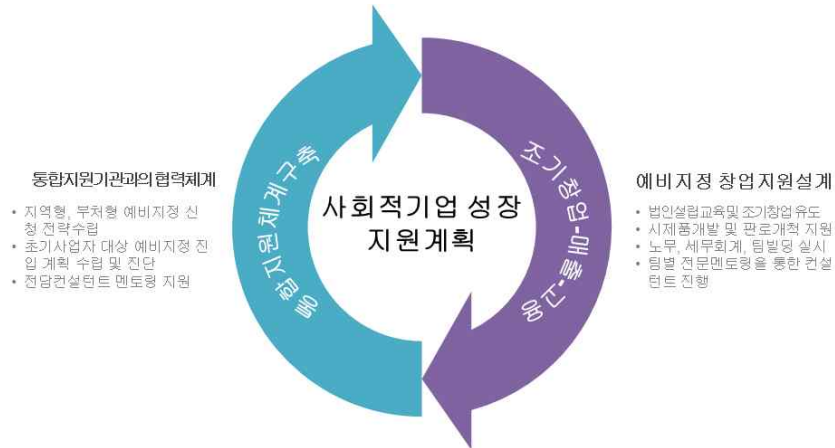 통합지원기관과의 협력체계
• 지역형, 부처형 예비지정 신
청 전략수립
• 초기사업자 대상 예비지정 진
입 계획 수립 및 진단
• 전담컨설턴트 멘토링 지원
통합지원체계구축
사회적기업 성장
지원계획
조기창업-매출-고용
예비지정 창업지원설계
• 법인설립교육및 조기창업유도
• 시제품개발 및 판로개척 지원
• 노무, 세무회계, 팀빌딩 실시
• 팀별 전문멘토링을 통한 컨설
턴트 진행